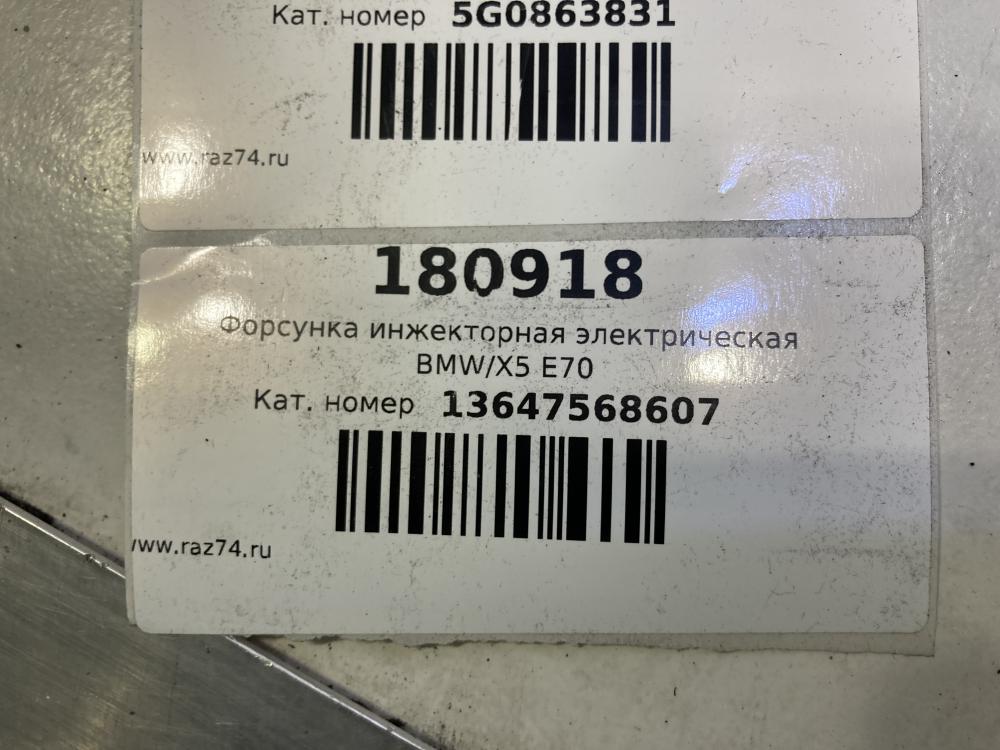 Кат. номер 5G0863831
www.raz74.ru
180918
Форсунка инжекторная электрическая
BMW/X5 E70
Кат. номер 13647568607
www.raz74.ru